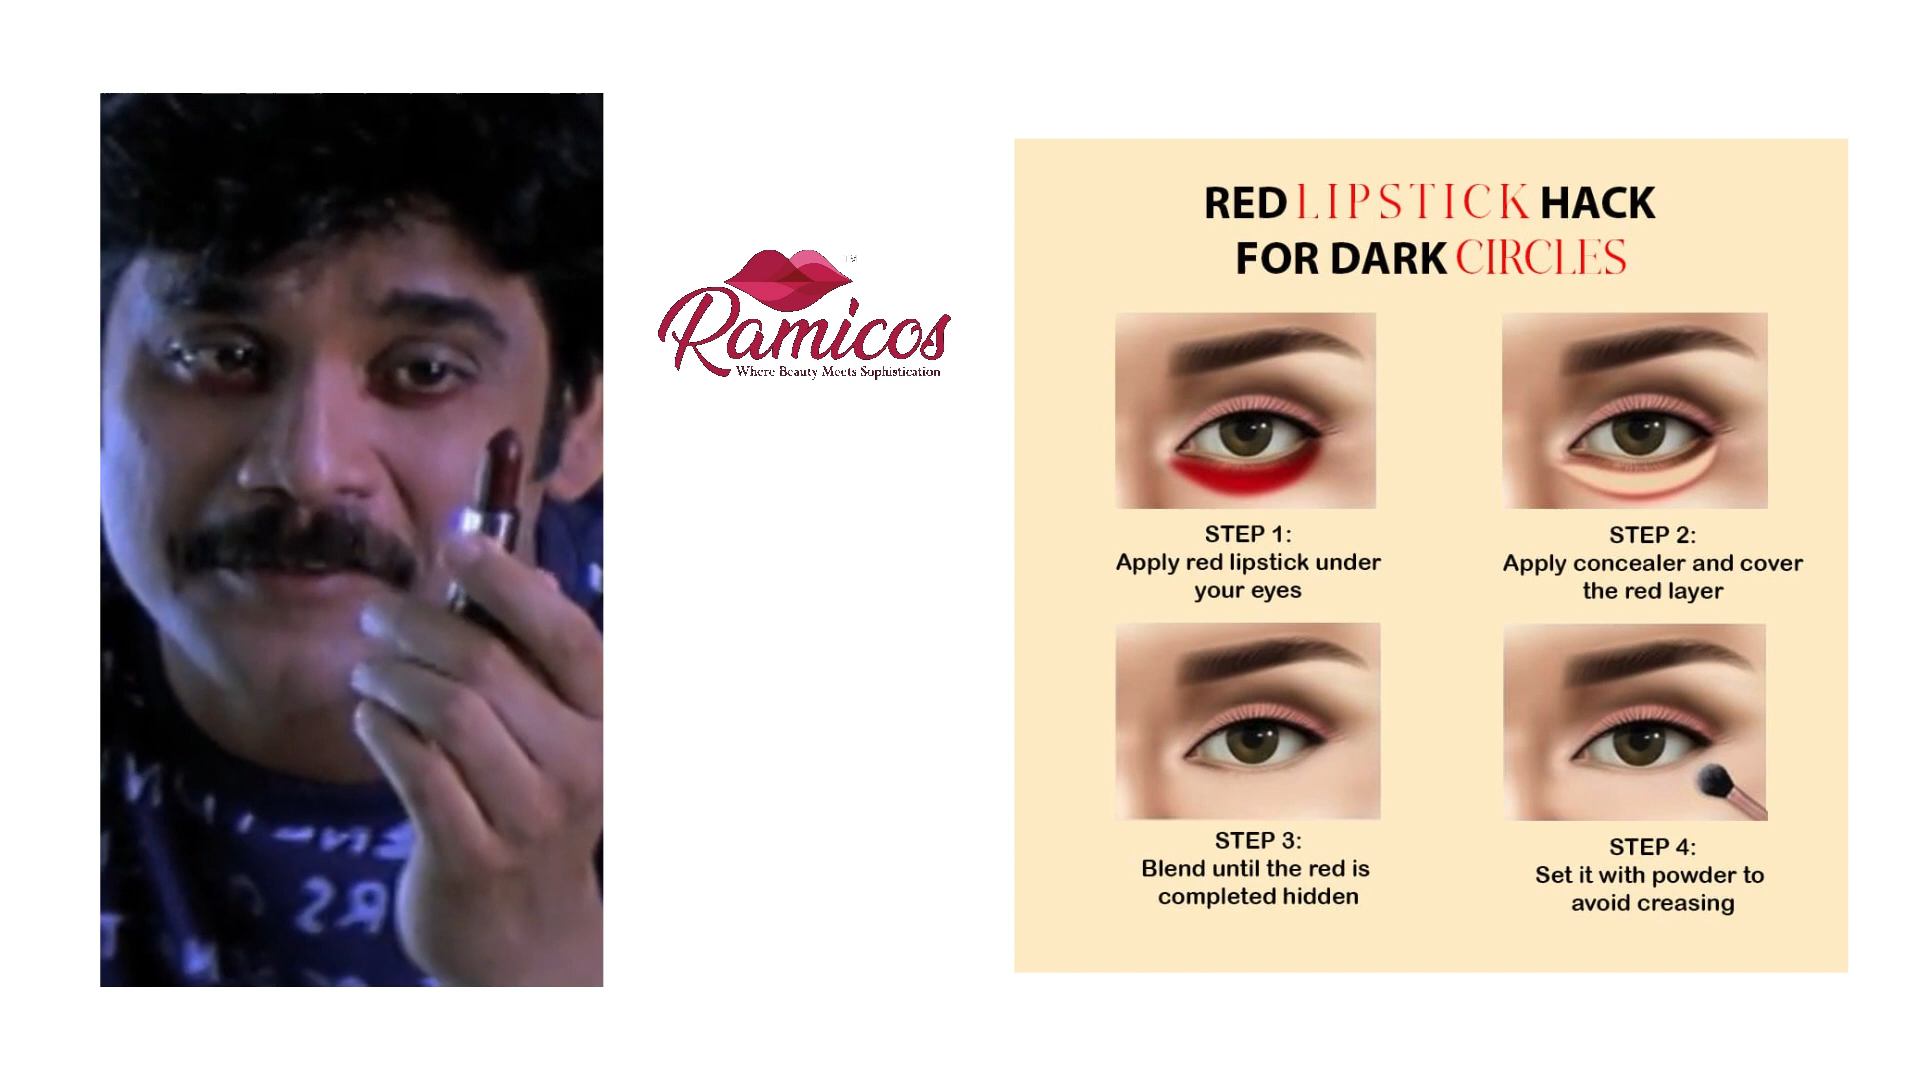 Ramicos
TM
Where Beauty Meets Sophistication
RED LIPSTICK HACK
FOR DARK CIRCLES
STEP 1:
Apply red lipstick under
your eyes
STEP 2:
Apply concealer and cover
the red layer
STEP 3:
Blend until the red is
completed hidden
STEP 4:
Set it with powder to
avoid creasing